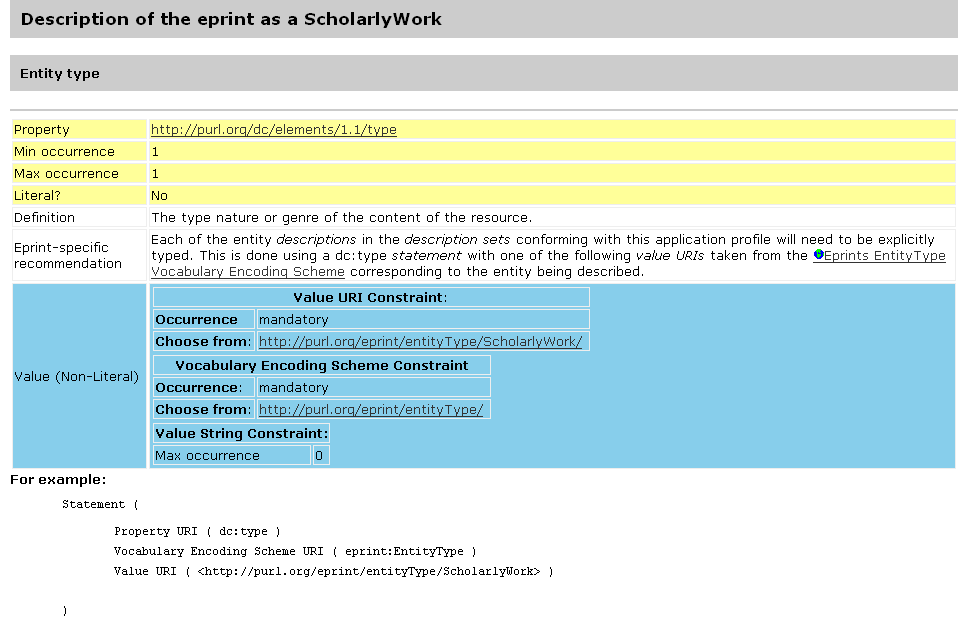 Description of the eprint as a ScholarlyWork
Entity type
Property http://purl.org/dc/elements/1.1/type
Min occurrence 1
Max occurrence 1
Literal? No
Definition The type nature or genre of the content of the resource.
Eprint-specific recommendation Each of the entity descriptions in the description sets conforming with this application profile will need to be explicitly
typed. This is done using a dc:type statement with one of the following value URIs taken from the Eprints EntityType
Vocabulary Encoding Scheme corresponding to the entity being described.
Value (Non-Literal)
Value URI Constraint:
Occurrence mandatory
Choose from: http://purl.org/eprint/entityType/ScholarlyWork/
Vocabulary Encoding Scheme Constraint
Occurrence: mandatory
Choose from: http://purl.org/eprint/entityType/
Value String Constraint:
Max occurrence 0
For example:
Statement (
Property URI ( dc:type )
Vocabulary Encoding Scheme URI ( eprint:EntityType )
Value URI ( <http://purl.org/eprint/entityType/ScholarlyWork> )
)